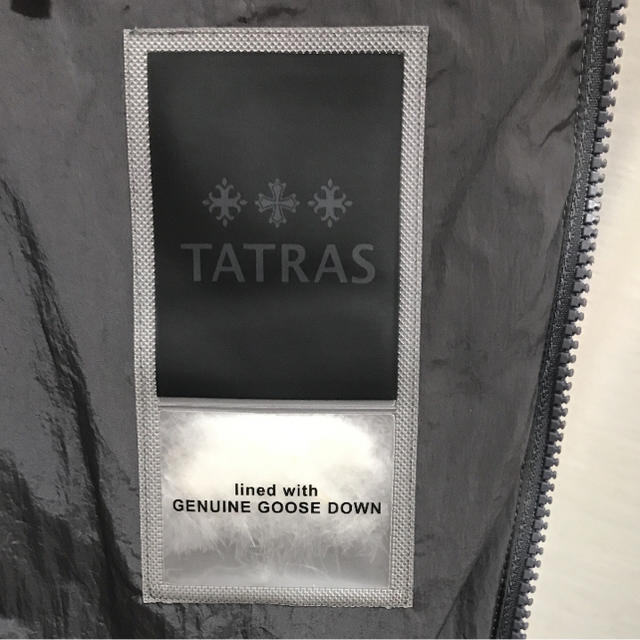 TATRAS
lined with
GENUINE GOOSE DOWN